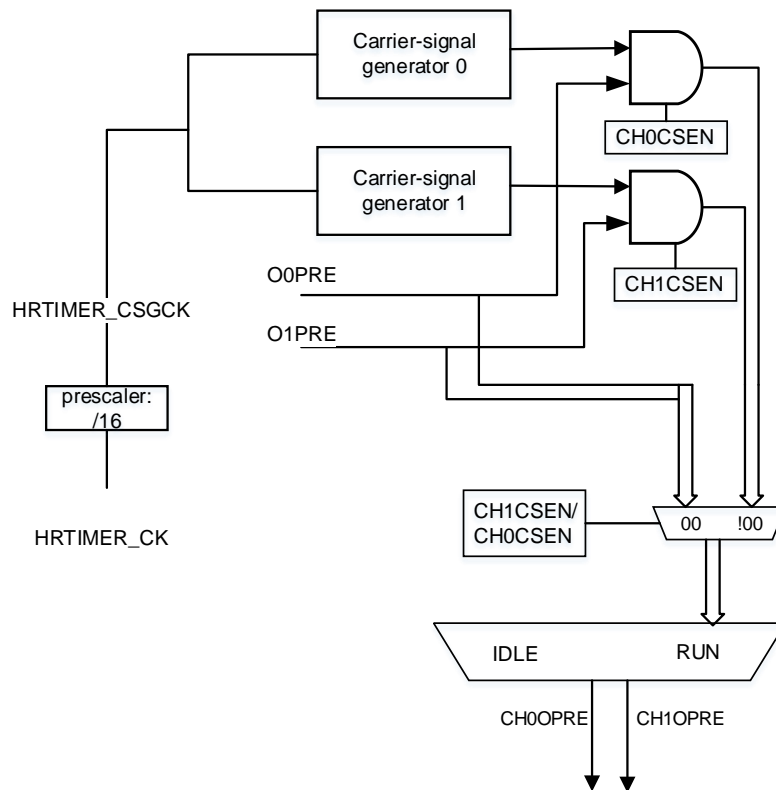 Carrier-signal
generator 0
CH0CSEN
Carrier-signal
generator 1
CH1CSEN
O0PRE
HRTIMER_CSGCK
O1PRE
prescaler:
/16
HRTIMER_CK
CH1CSEN/
CH0CSEN
00 !00
IDLE RUN
CH0OPRE CH1OPRE